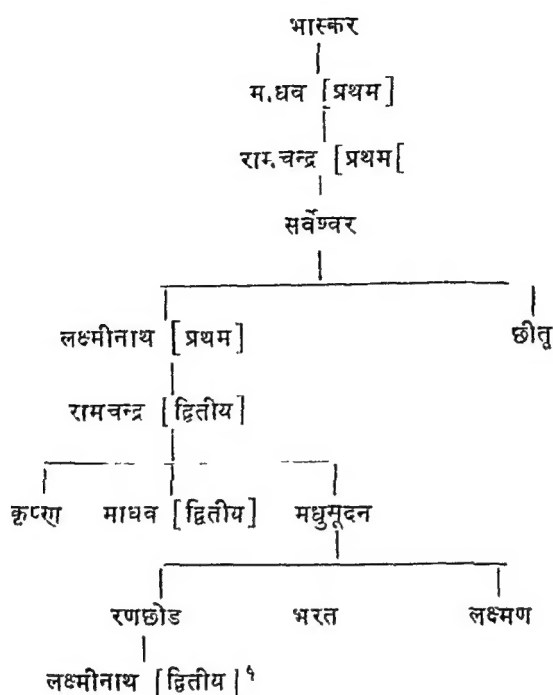 भास्कर
म.धव [प्रथम]
राम.चन्द्र [प्रथम[
सर्वेश्वर
लक्ष्मीनाथ [प्रथम] छीतू
रामचन्द्र [द्वितीय]
कृष्ण माधव [द्वितीय] मधुसूदन
रणछोड भरत लक्ष्मण
लक्ष्मीनाथ [द्वितीय]¹